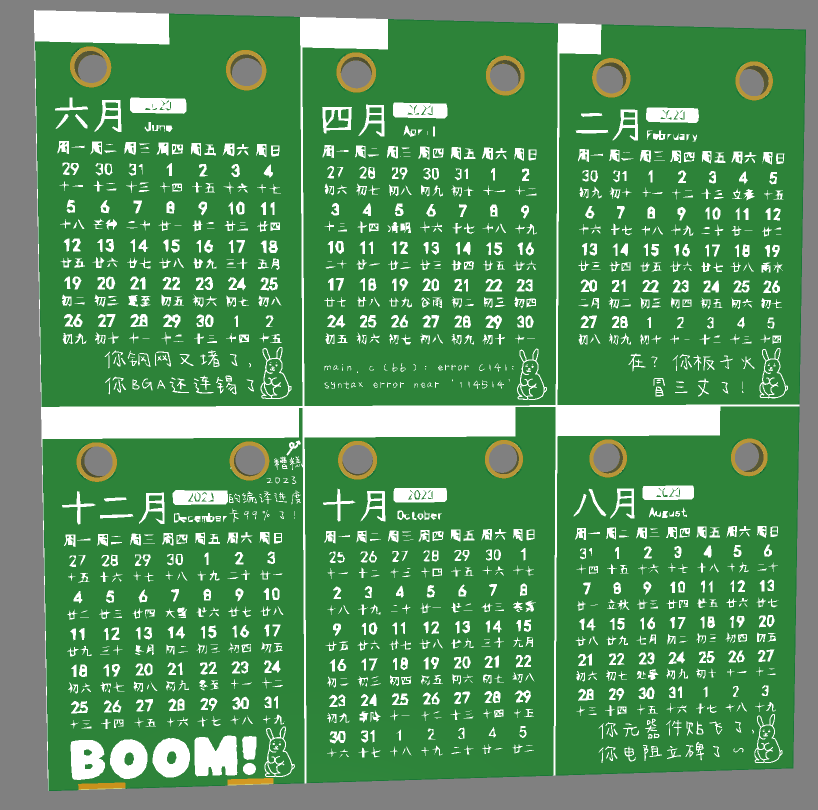 六月 2023
June
周一 周二 周三 周四 周五 周六 周日
29 30 31 1 2 3 4
十一 十二 十三 十四 十五 十六 十七
5 6 7 8 9 10 11
十八 芒种 二十 廿一 廿二 廿三 廿四
12 13 14 15 16 17 18
廿五 廿六 廿七 廿八 廿九 三十 五月
19 20 21 22 23 24 25
初二 初三 夏至 初五 初六 初七 初八
26 27 28 29 30 1 2
初九 初十 十一 十二 十三 十四 十五
你钢网又堵了,
你BGA还连锡了
四月 2023
April
周一 周二 周三 周四 周五 周六 周日
27 28 29 30 31 1 2
初六 初七 初八 初九 初十 十一 十二
3 4 5 6 7 8 9
十三 十四 清明 十六 十七 十八 十九
10 11 12 13 14 15 16
二十 廿一 廿二 廿三 廿四 廿五 廿六
17 18 19 20 21 22 23
廿七 廿八 廿九 谷雨 初二 初三 初四
24 25 26 27 28 29 30
初五 初六 初七 初八 初九 初十 十一
main. c (66): error C141:
syntax error near '114514'
二月 2023
February
周一 周二 周三 周四 周五 周六 周日
30 31 1 2 3 4 5
初九 初十 十一 十二 十三 立春 十五
6 7 8 9 10 11 12
十六 十七 十八 十九 二十 廿一 廿二
13 14 15 16 17 18 19
廿三 廿四 廿五 廿六 廿七 廿八 雨水
20 21 22 23 24 25 26
二月 初二 初三 初四 初五 初六 初七
27 28 1 2 3 4 5
初八 初九 初十 十一 十二 十三 十四
在? 你板子火
冒三丈了!
糟糕
2023
的编译进度
卡99%了!
十二月 2023
December
周一 周二 周三 周四 周五 周六 周日
27 28 29 30 1 2 3
十五 十六 十七 十八 十九 二十 廿一
4 5 6 7 8 9 10
廿二 廿三 廿四 大雪 廿六 廿七 廿八
11 12 13 14 15 16 17
廿九 三十 冬月 初二 初三 初四 初五
18 19 20 21 22 23 24
初六 初七 初八 初九 冬至 十一 十二
25 26 27 28 29 30 31
十三 十四 十五 十六 十七 十八 十九
BOOM!
十月 2023
October
周一 周二 周三 周四 周五 周六 周日
25 26 27 28 29 30 1
十一 十二 十三 十四 十五 十六 十七
2 3 4 5 6 7 8
十八 十九 二十 廿一 廿二 廿三 寒露
9 10 11 12 13 14 15
廿五 廿六 廿七 廿八 廿九 三十 九月
16 17 18 19 20 21 22
初二 初三 初四 初五 初六 初七 初八
23 24 25 26 27 28 29
初九 霜降 十一 十二 十三 十四 十五
30 31 1 2 3 4 5
十六 十七 十八 十九 二十 廿一 廿二
八月 2023
August
周一 周二 周三 周四 周五 周六 周日
31 1 2 3 4 5 6
十四 十五 十六 十七 十八 十九 二十
7 8 9 10 11 12 13
廿一 立秋 廿三 廿四 廿五 廿六 廿七
14 15 16 17 18 19 20
廿八 廿九 七月 初二 初三 初四 初五
21 22 23 24 25 26 27
初六 初七 处暑 初九 初十 十一 十二
28 29 30 31 1 2 3
十三 十四 十五 十六 十七 十八 十九
你元器件贴飞了,
你电阻立碑了~